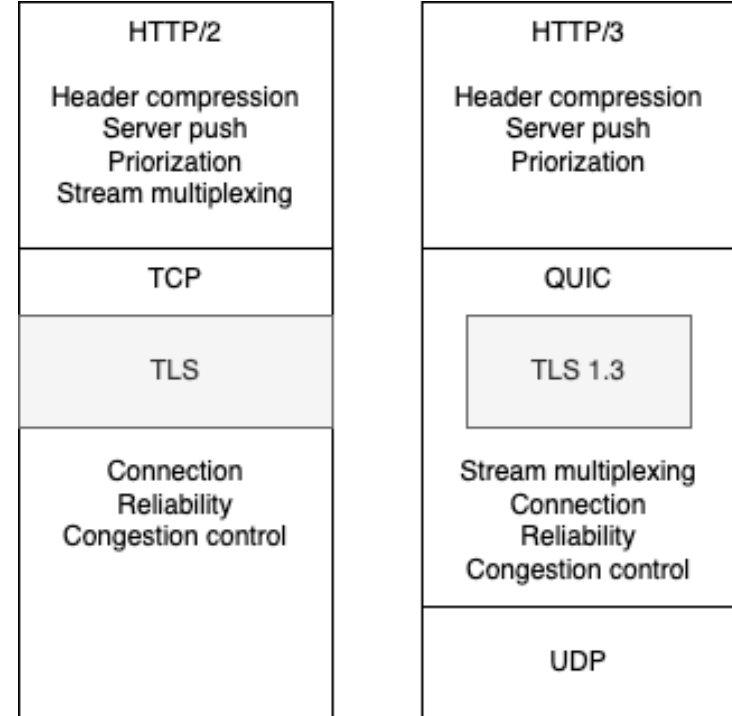 HTTP/2
Header compression
Server push
Priorization
Stream multiplexing
TCP
TLS
Connection
Reliability
Congestion control
HTTP/3
Header compression
Server push
Priorization
QUIC
TLS 1.3
Stream multiplexing
Connection
Reliability
Congestion control
UDP